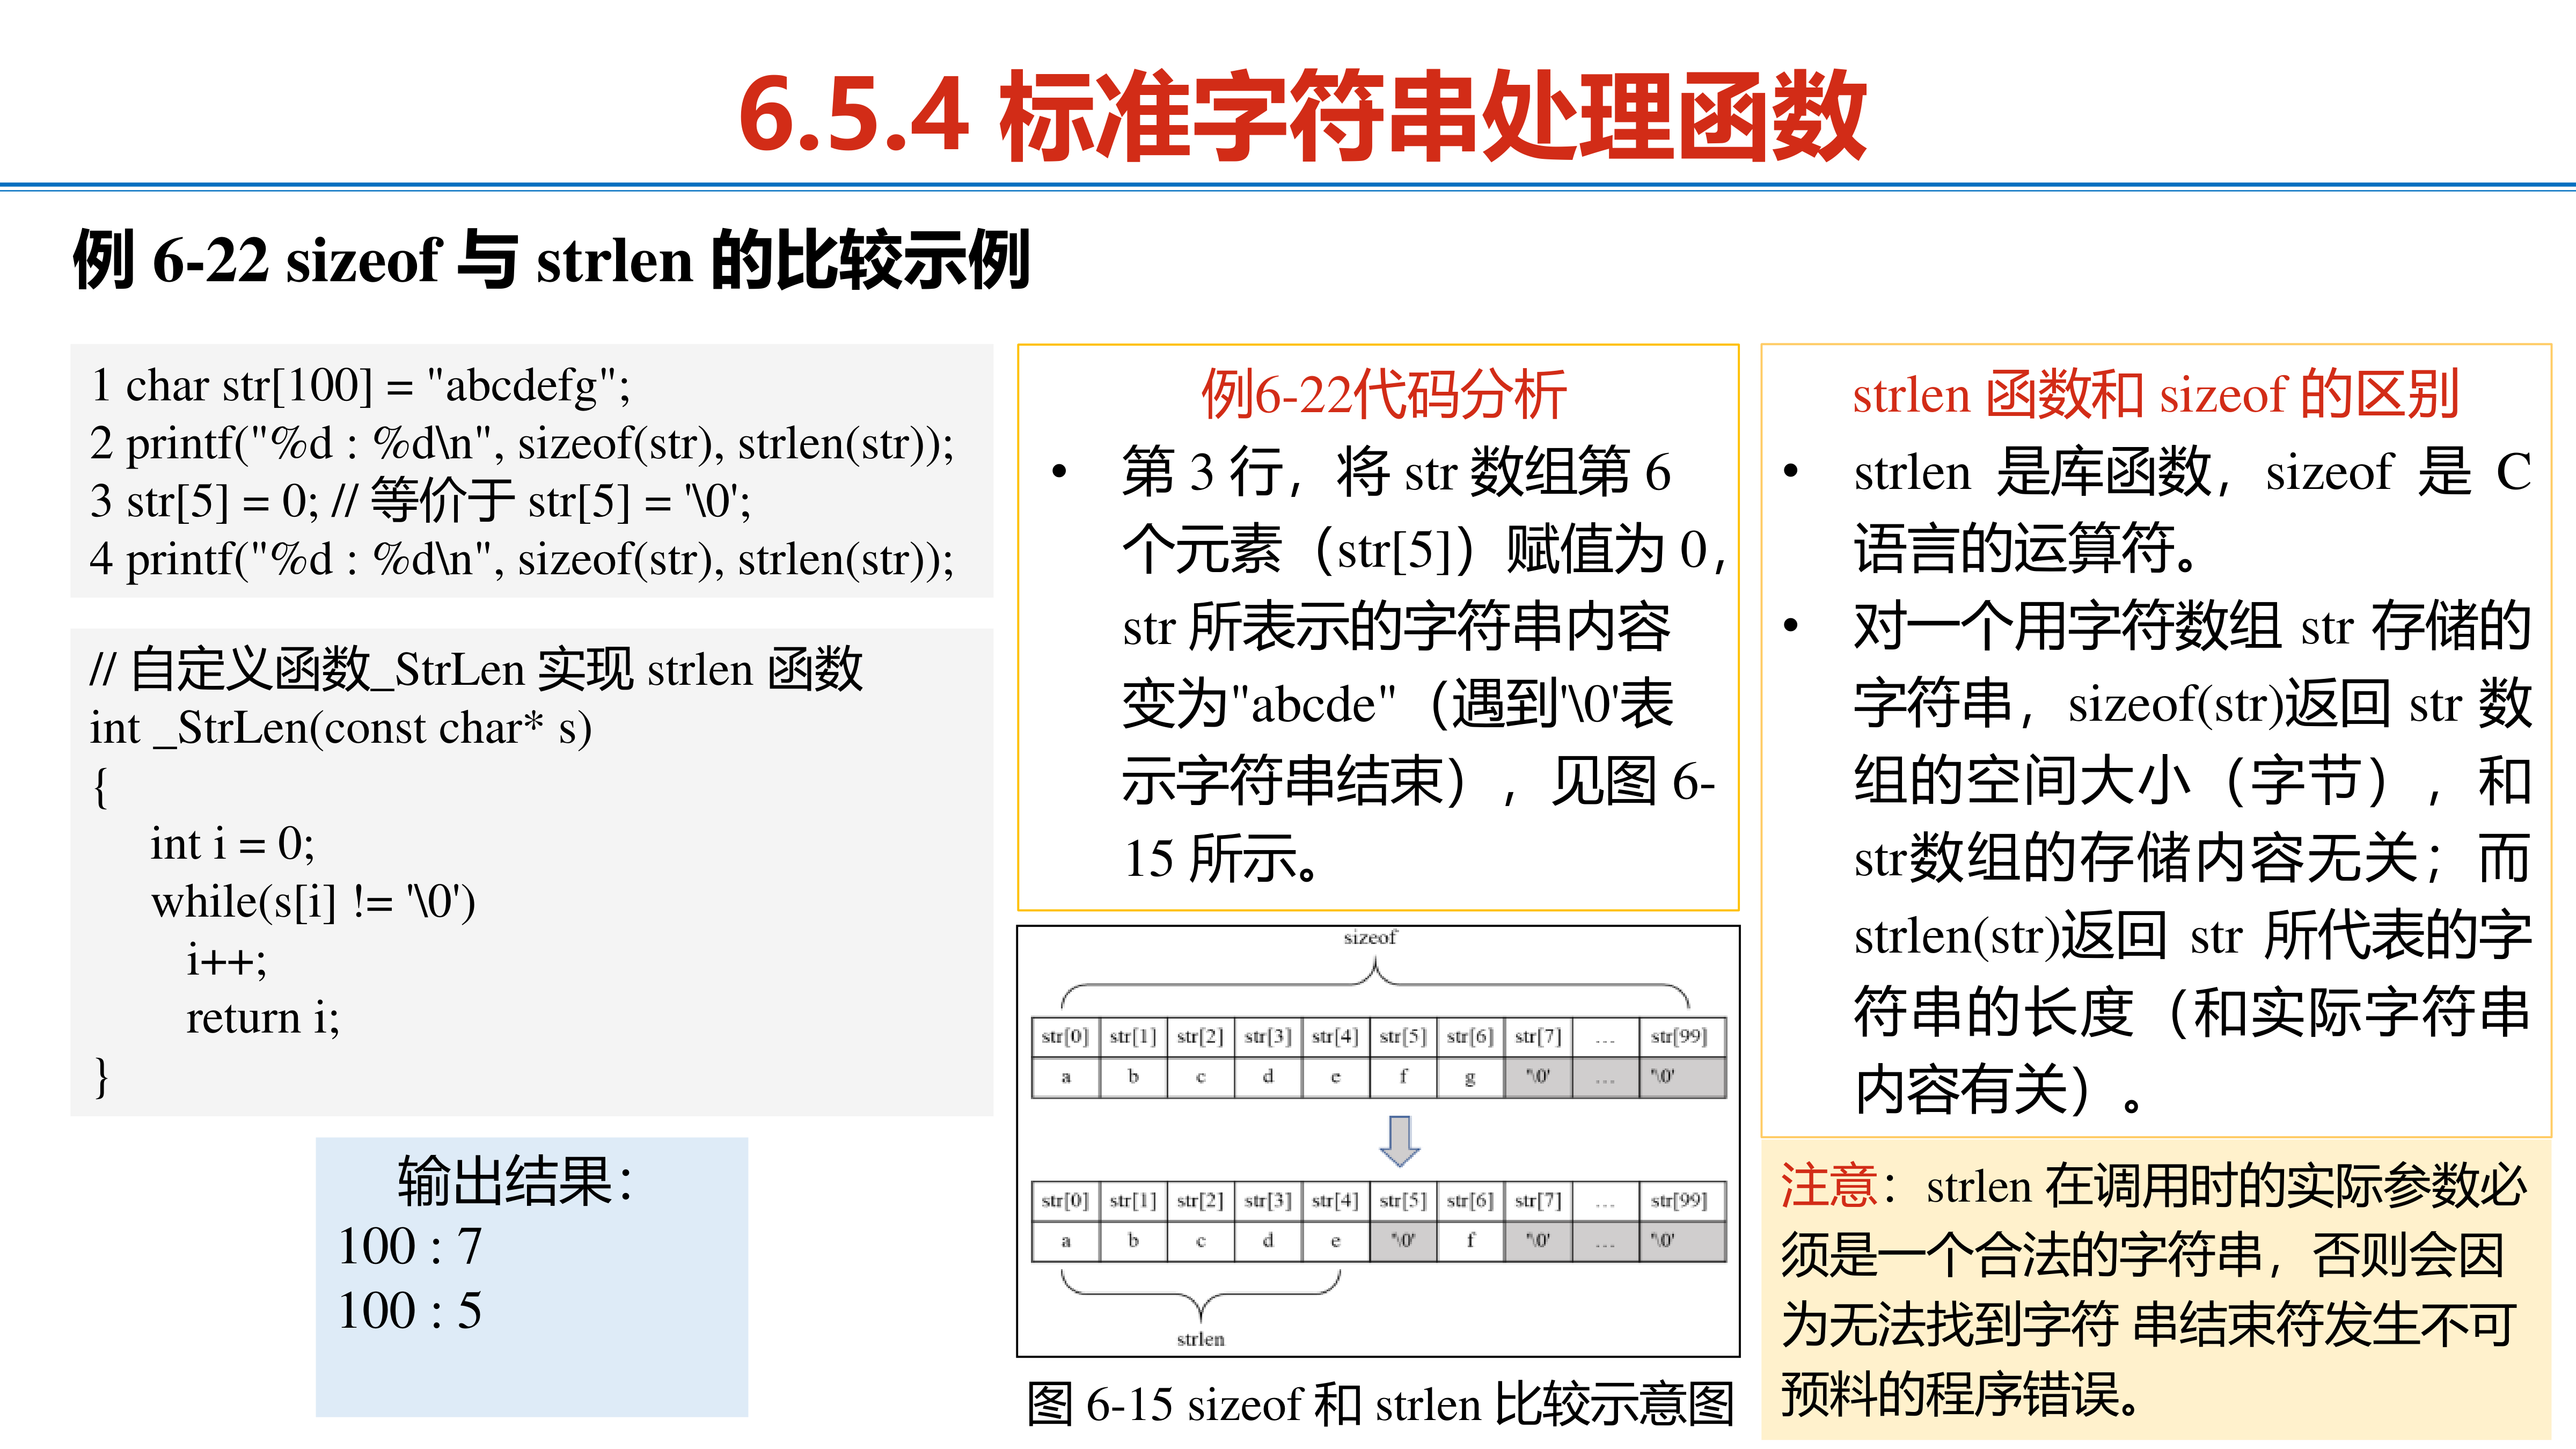 6.5.4 标准字符串处理函数
例 6-22 sizeof 与 strlen 的比较示例
1 char str[100] = "abcdefg";
2 printf("%d : %d\n", sizeof(str), strlen(str));
3 str[5] = 0; // 等价于 str[5] = '\0';
4 printf("%d : %d\n", sizeof(str), strlen(str));
// 自定义函数_StrLen 实现 strlen 函数
int _StrLen(const char* s)
{
int i = 0;
while(s[i] != '\0')
i++;
return i;
}
输出结果：
100 : 7
100 : 5
例6-22代码分析
• 第 3 行，将 str 数组第 6
个元素（str[5]）赋值为 0，
str 所表示的字符串内容
变为"abcde"（遇到'\0'表
示字符串结束），见图 6-
15 所示。
sizeof
str[0] str[1] str[2] str[3] str[4] str[5] str[6] str[7] … str[99]
a b c d e f g '\0' … '\0'
str[0] str[1] str[2] str[3] str[4] str[5] str[6] str[7] … str[99]
a b c d e '\0' f '\0' … '\0'
strlen
图 6-15 sizeof 和 strlen 比较示意图
strlen 函数和 sizeof 的区别
• strlen 是库函数，sizeof 是 C
语言的运算符。
• 对一个用字符数组 str 存储的
字符串，sizeof(str)返回 str 数
组的空间大小（字节），和
str数组的存储内容无关；而
strlen(str)返回 str 所代表的字
符串的长度（和实际字符串
内容有关）。
注意：strlen 在调用时的实际参数必
须是一个合法的字符串，否则会因
为无法找到字符 串结束符发生不可
预料的程序错误。